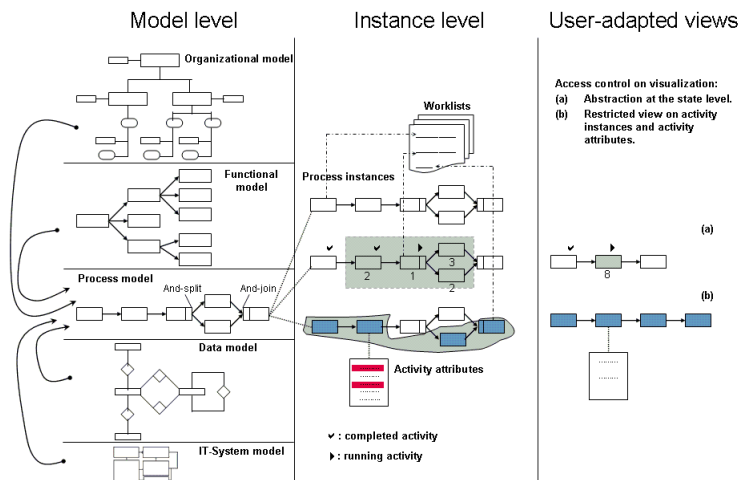 Model level
Instance level
User-adapted views
Organizational model
Functional
model
Process model
And-split
And-join
Data model
IT-System model
Worklists
Process instances
2
1
3
2
Activity attributes
: completed activity
: running activity
Access control on visualization:
(a) Abstraction at the state level.
(b) Restricted view on activity
instances and activity
attributes.
(a)
8
(b)